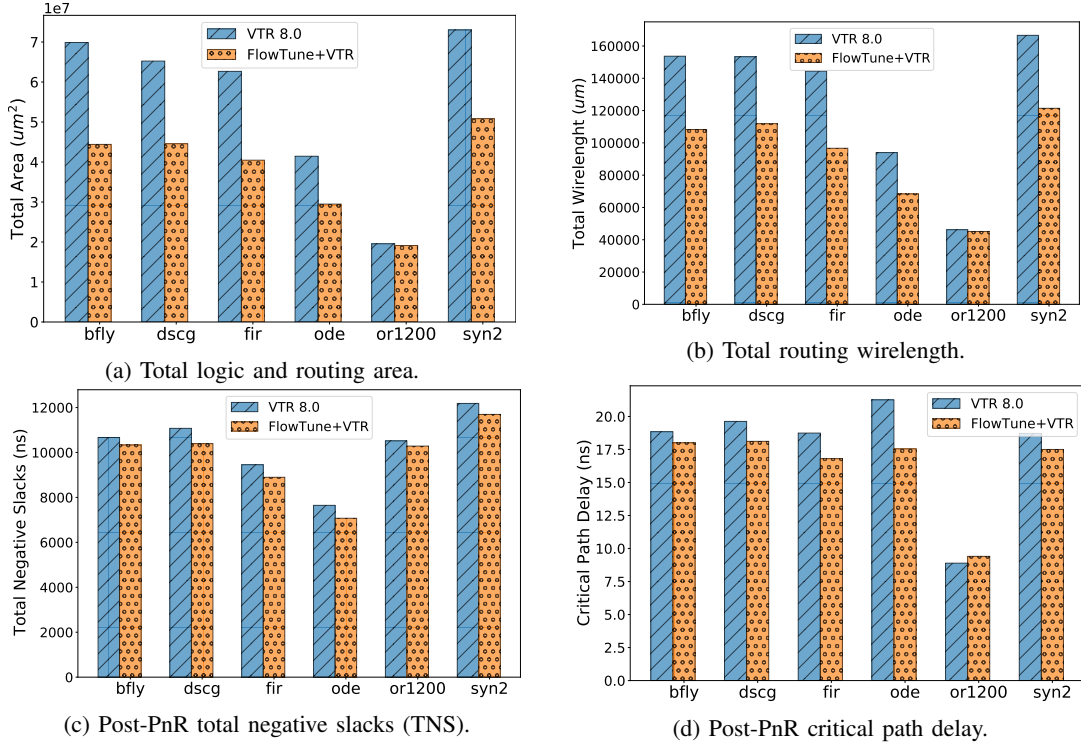 1e7
VTR 8.0
FlowTune+VTR
Total Area (um²)
7
6
5
4
3
2
1
0
bfly dscg fir ode or1200 syn2
(a) Total logic and routing area.
VTR 8.0
FlowTune+VTR
Total Wirelenght (um)
160000
140000
120000
100000
80000
60000
40000
20000
0
bfly dscg fir ode or1200 syn2
(b) Total routing wirelength.
VTR 8.0
FlowTune+VTR
Total Negative Slacks (ns)
12000
10000
8000
6000
4000
2000
0
bfly dscg fir ode or1200 syn2
(c) Post-PnR total negative slacks (TNS).
VTR 8.0
FlowTune+VTR
Critical Path Delay (ns)
20.0
17.5
15.0
12.5
10.0
7.5
5.0
2.5
0.0
bfly dscg fir ode or1200 syn2
(d) Post-PnR critical path delay.